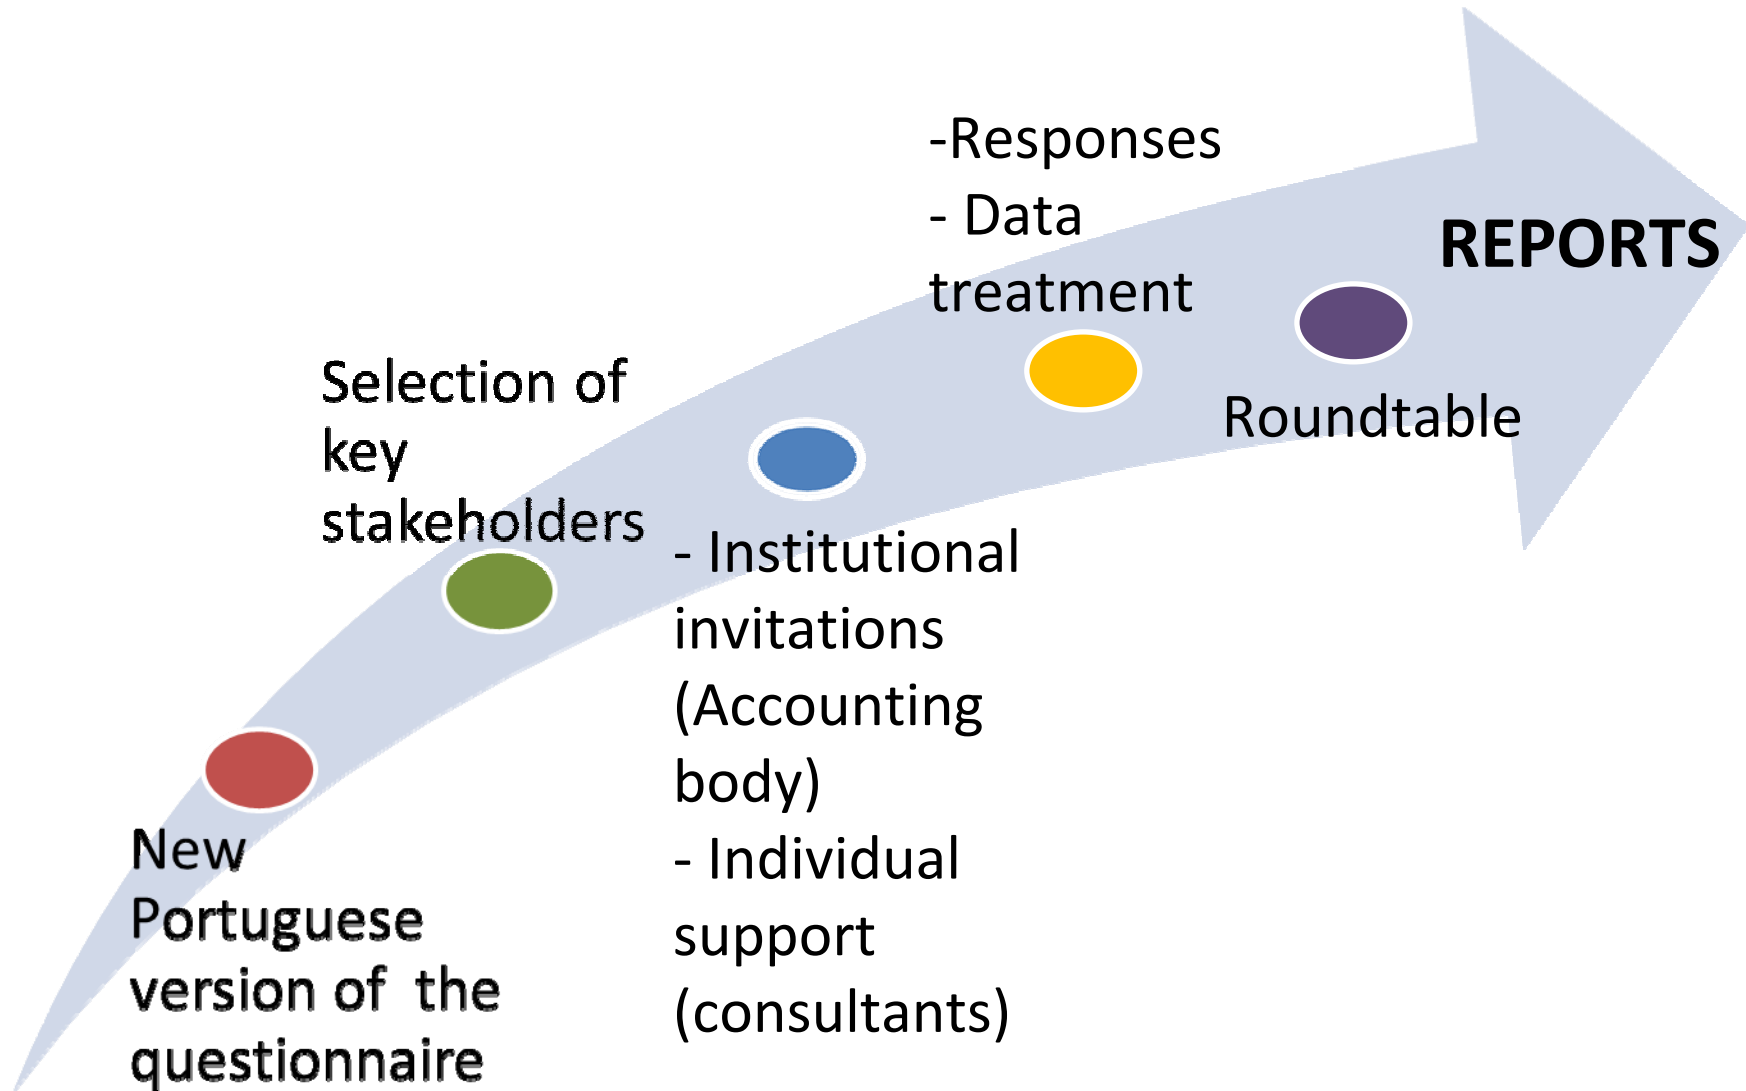 New
Portuguese
version of the
questionnaire
Selection of
key
stakeholders
- Institutional
invitations
(Accounting
body)
- Individual
support
(consultants)
-Responses
- Data
treatment
Roundtable
REPORTS